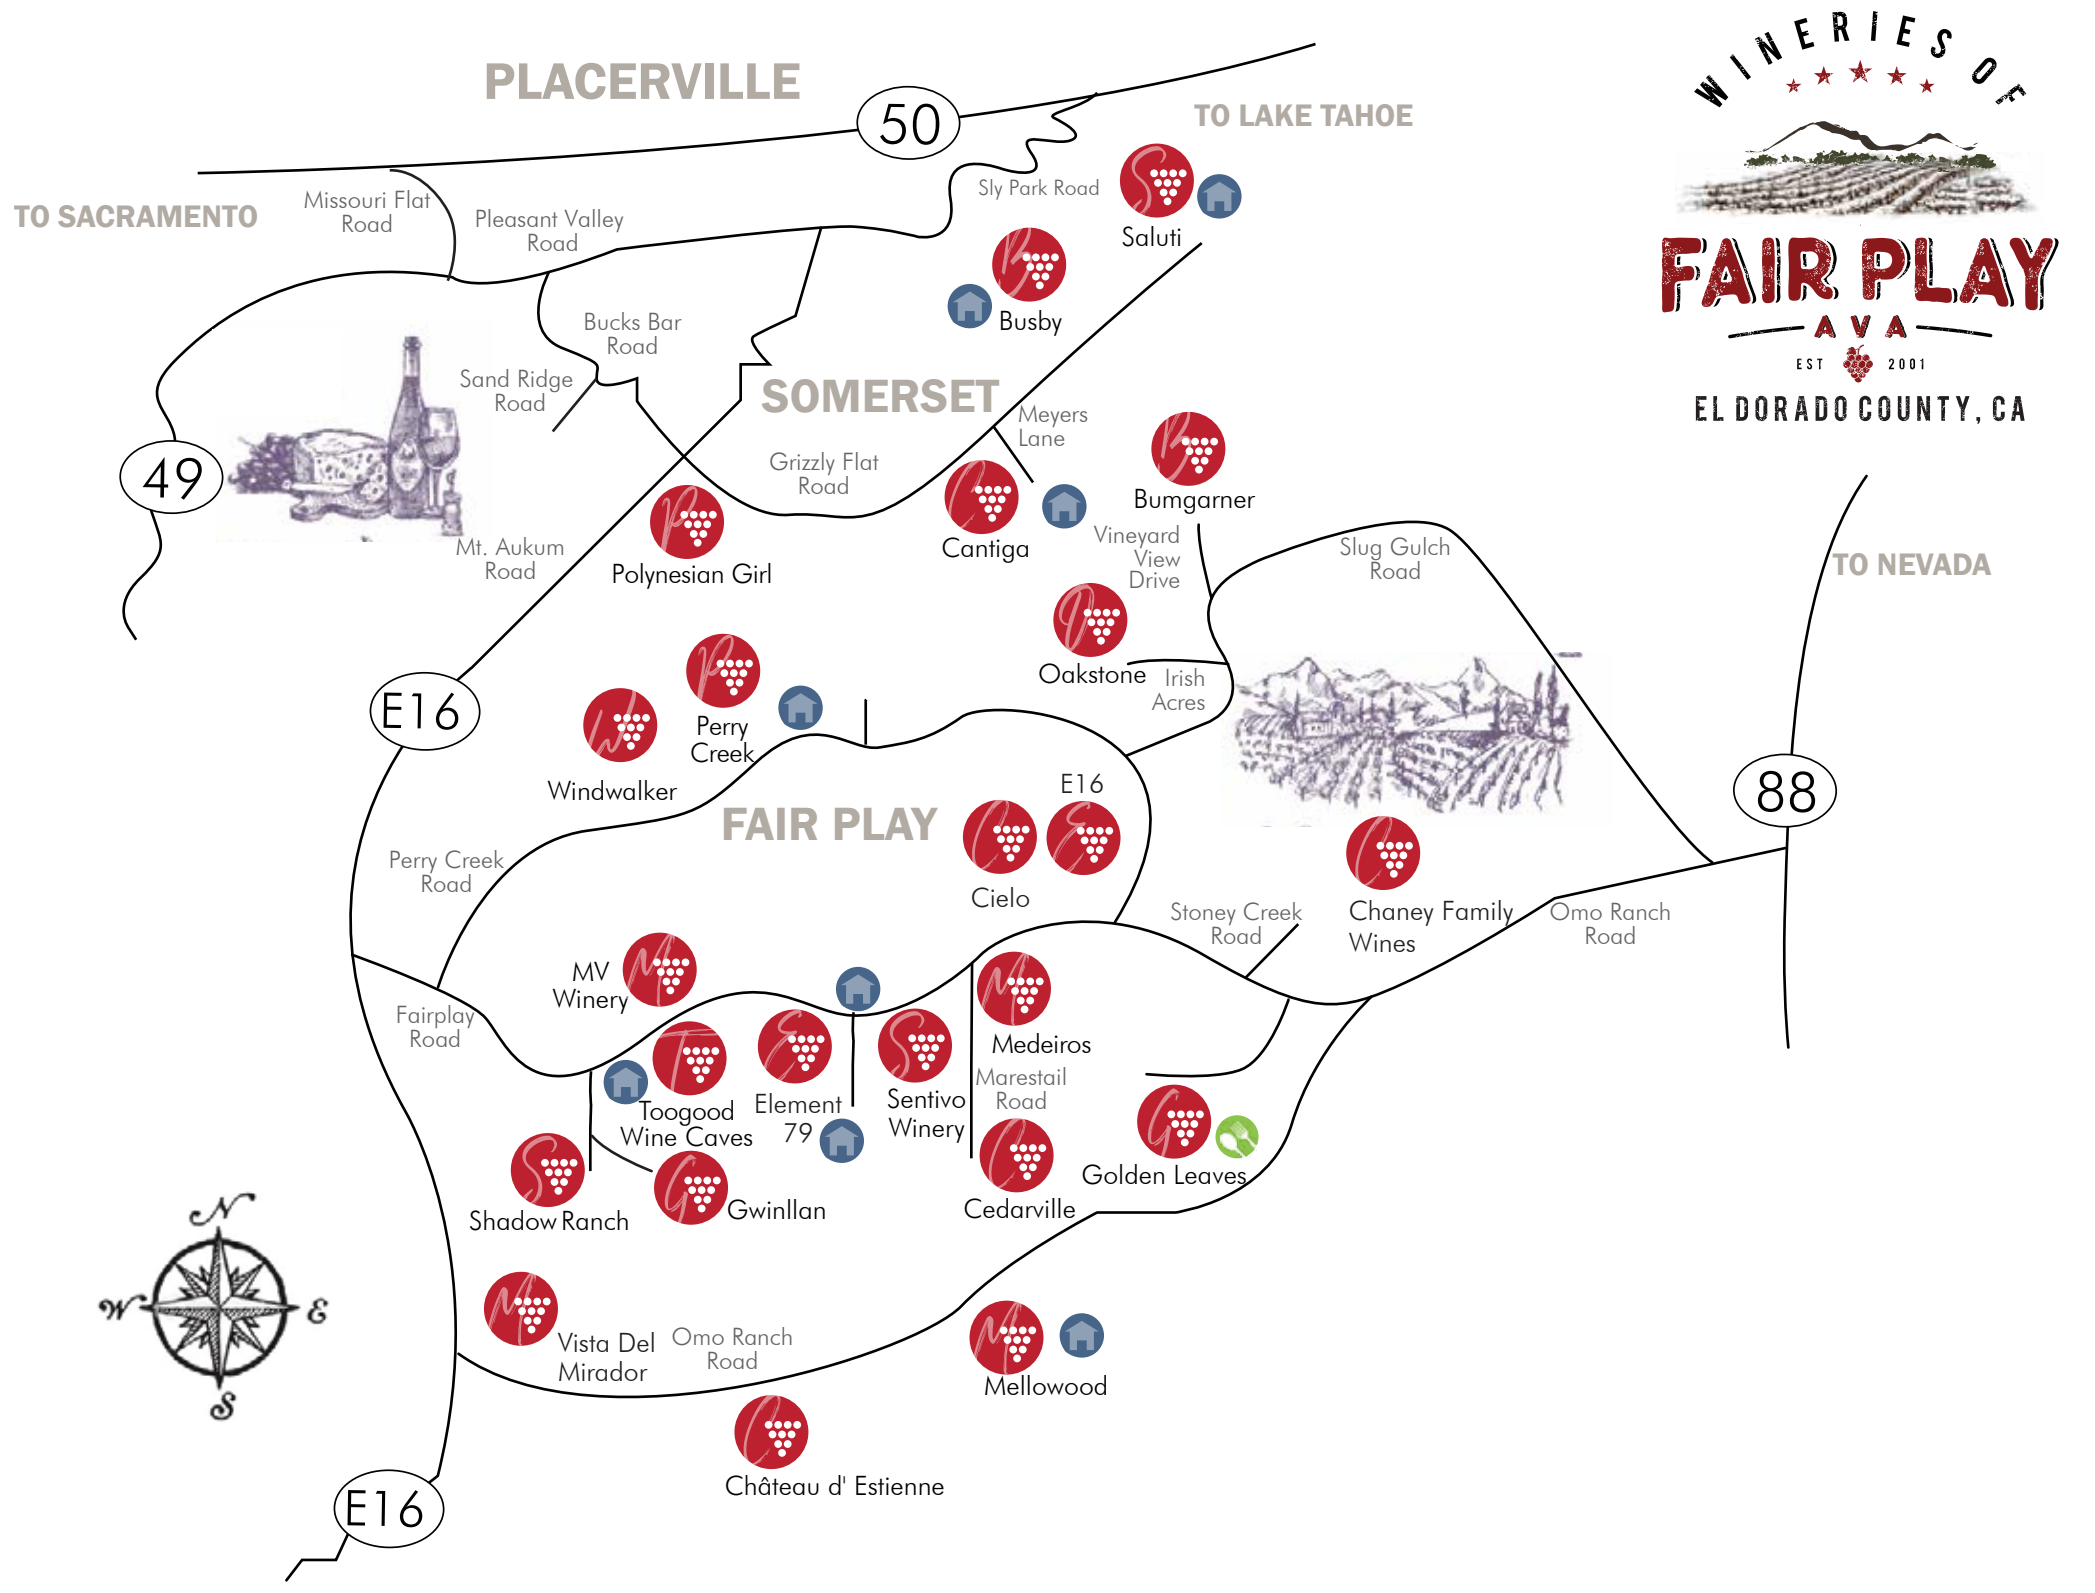 WINERIES OF
FAIR PLAY
AVA
EST 2001
EL DORADO COUNTY, CA
PLACERVILLE
50
TO LAKE TAHOE
TO SACRAMENTO
Missouri Flat
Road
Pleasant Valley
Road
Sly Park Road
Saluti
Busby
Bucks Bar
Road
Sand Ridge
Road
SOMERSET
Meyers
Lane
49
Grizzly Flat
Road
Bumgarner
Cantiga
Vineyard
View
Drive
Slug Gulch
Road
TO NEVADA
Mt. Aukum
Road
Polynesian Girl
Oakstone
Irish
Acres
E16
Perry
Creek
Windwalker
FAIR PLAY
E16
88
Cielo
Perry Creek
Road
Stoney Creek
Road
Chaney Family
Wines
Omo Ranch
Road
MV
Winery
Fairplay
Road
Medeiros
Marestail
Road
Toogood
Wine Caves
Element
79
Sentivo
Winery
Golden Leaves
Shadow Ranch
Gwinllan
Cedarville
N
W
E
S
Vista Del
Mirador
Omo Ranch
Road
Mellowood
Château d' Estienne
E16